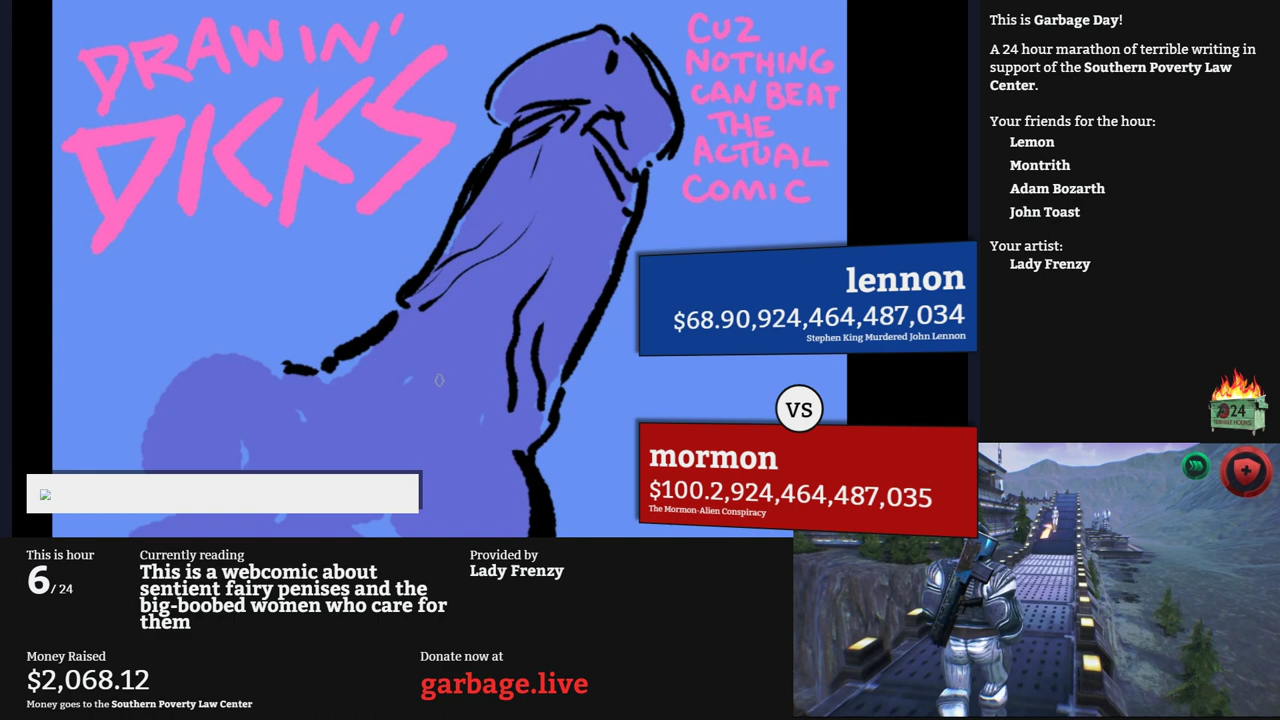 DRAWIN'
DICKS
CUZ
NOTHING
CAN BEAT
THE
ACTUAL
COMIC
This is Garbage Day!
A 24 hour marathon of terrible writing in
support of the Southern Poverty Law
Center.
Your friends for the hour:
Lemon
Montrith
Adam Bozarth
John Toast
Your artist:
Lady Frenzy
lennon
$68.90,924,464,487,034
Stephen King Murdered John Lennon
VS
mormon
$100.2,924,464,487,035
The Mormon-Alien Conspiracy
This is hour
6/ 24
Currently reading
This is a webcomic about
sentient fairy penises and the
big-boobed women who care for
them
Provided by
Lady Frenzy
Money Raised
$2,068.12
Money goes to the Southern Poverty Law Center
Donate now at
garbage.live